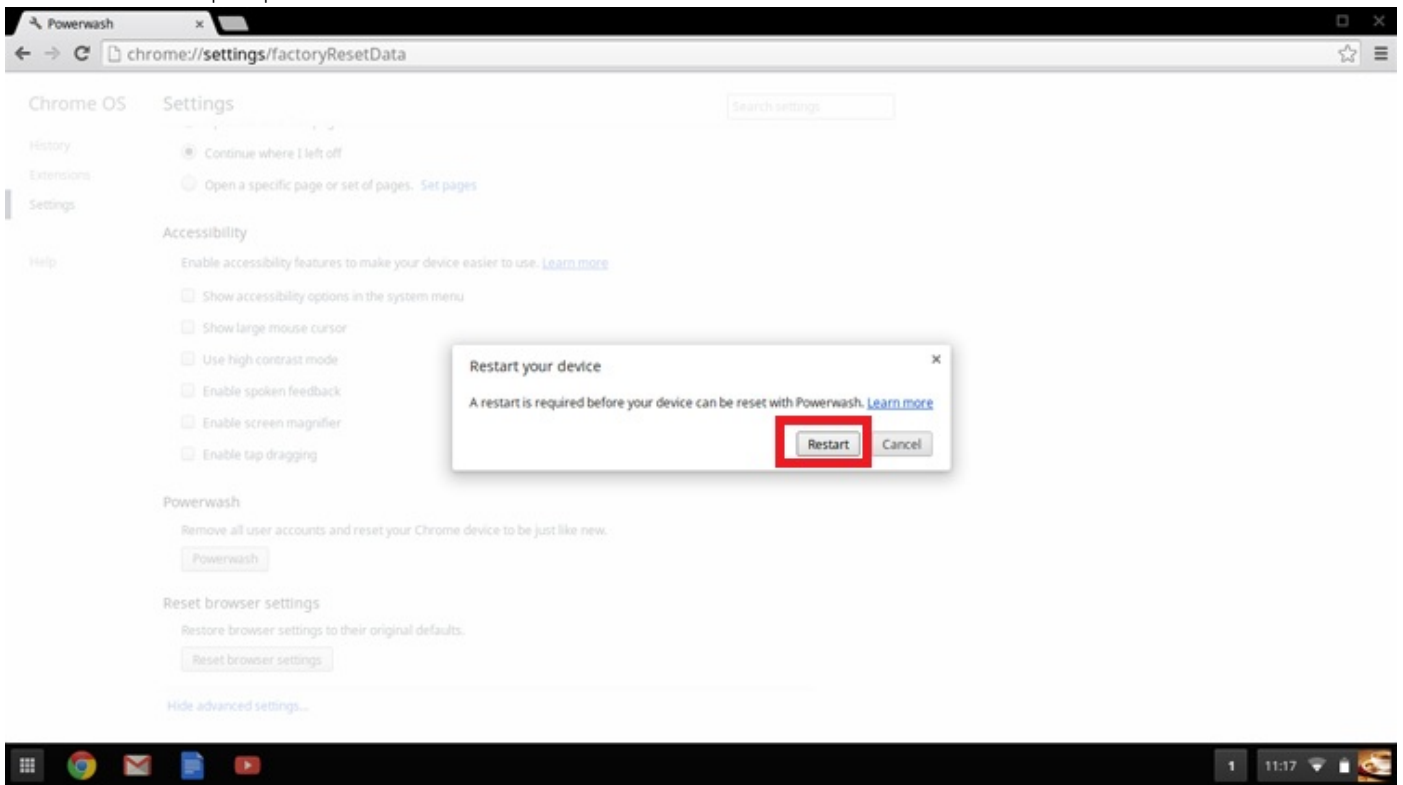 Powerwash
chrome://settings/factoryResetData
Chrome OS
Settings
Search settings
History
Extensions
Settings
Help
Continue where I left off
Open a specific page or set of pages. Set pages
Accessibility
Enable accessibility features to make your device easier to use. Learn more
Show accessibility options in the system menu
Show large mouse cursor
Use high contrast mode
Enable spoken feedback
Enable screen magnifier
Enable tap dragging
Restart your device
A restart is required before your device can be reset with Powerwash. Learn more
Restart
Cancel
Powerwash
Remove all user accounts and reset your Chrome device to be just like new.
Powerwash
Reset browser settings
Restore browser settings to their original defaults.
Reset browser settings
Hide advanced settings...
1
11:17